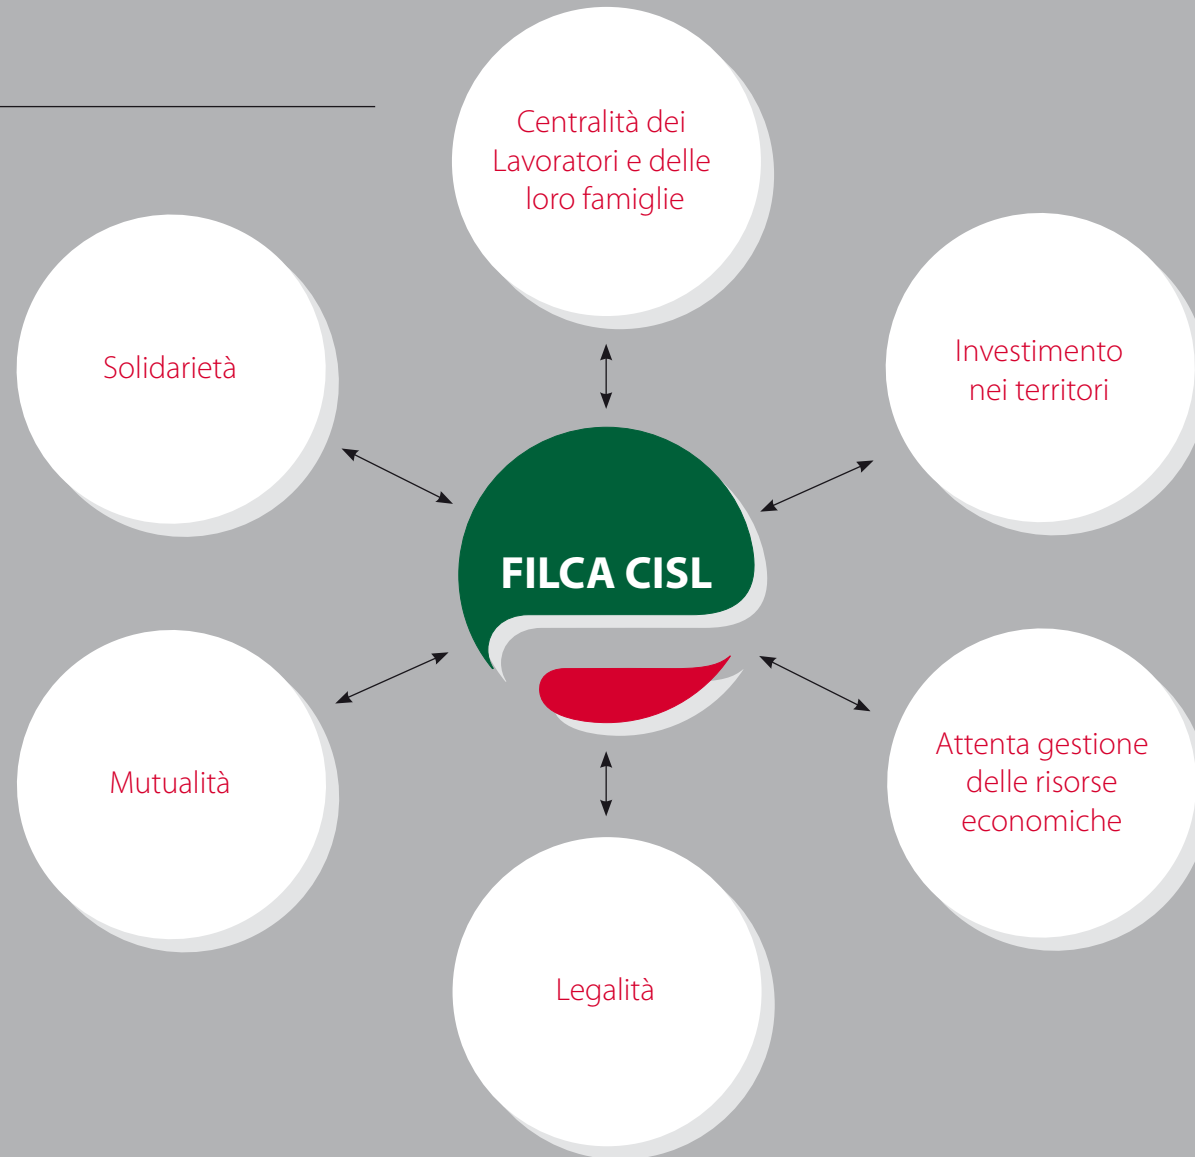 Centralità dei
Lavoratori e delle
loro famiglie
Solidarietà
Investimento
nei territori
FILCA CISL
Mutualità
Attenta gestione
delle risorse
economiche
Legalità